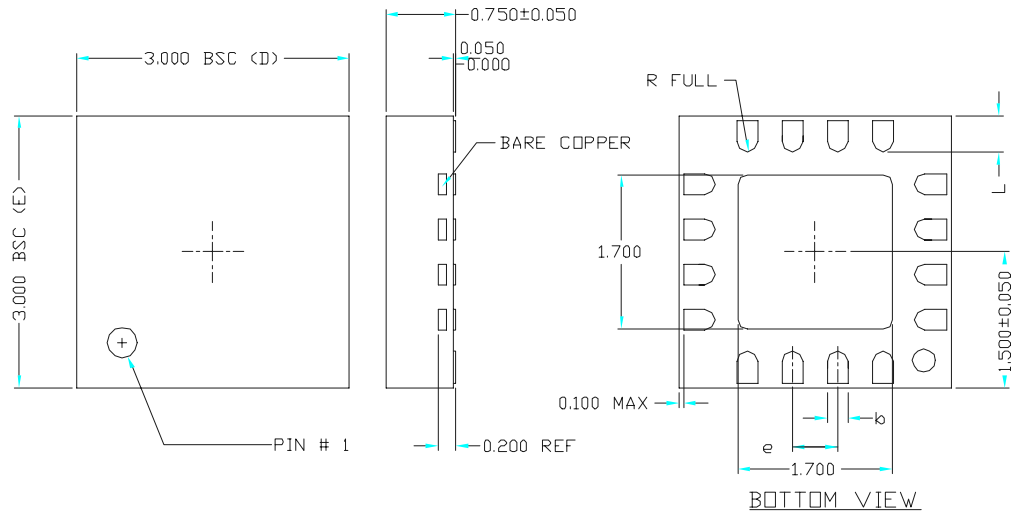 0.750±0.050
3.000 BSC (D)
0.050
0.000
R FULL
BARE COPPER
L
3.000 BSC (E)
1.700
1.500±0.050
0.100 MAX
b
PIN # 1
0.200 REF
e
1.700
BOTTOM VIEW